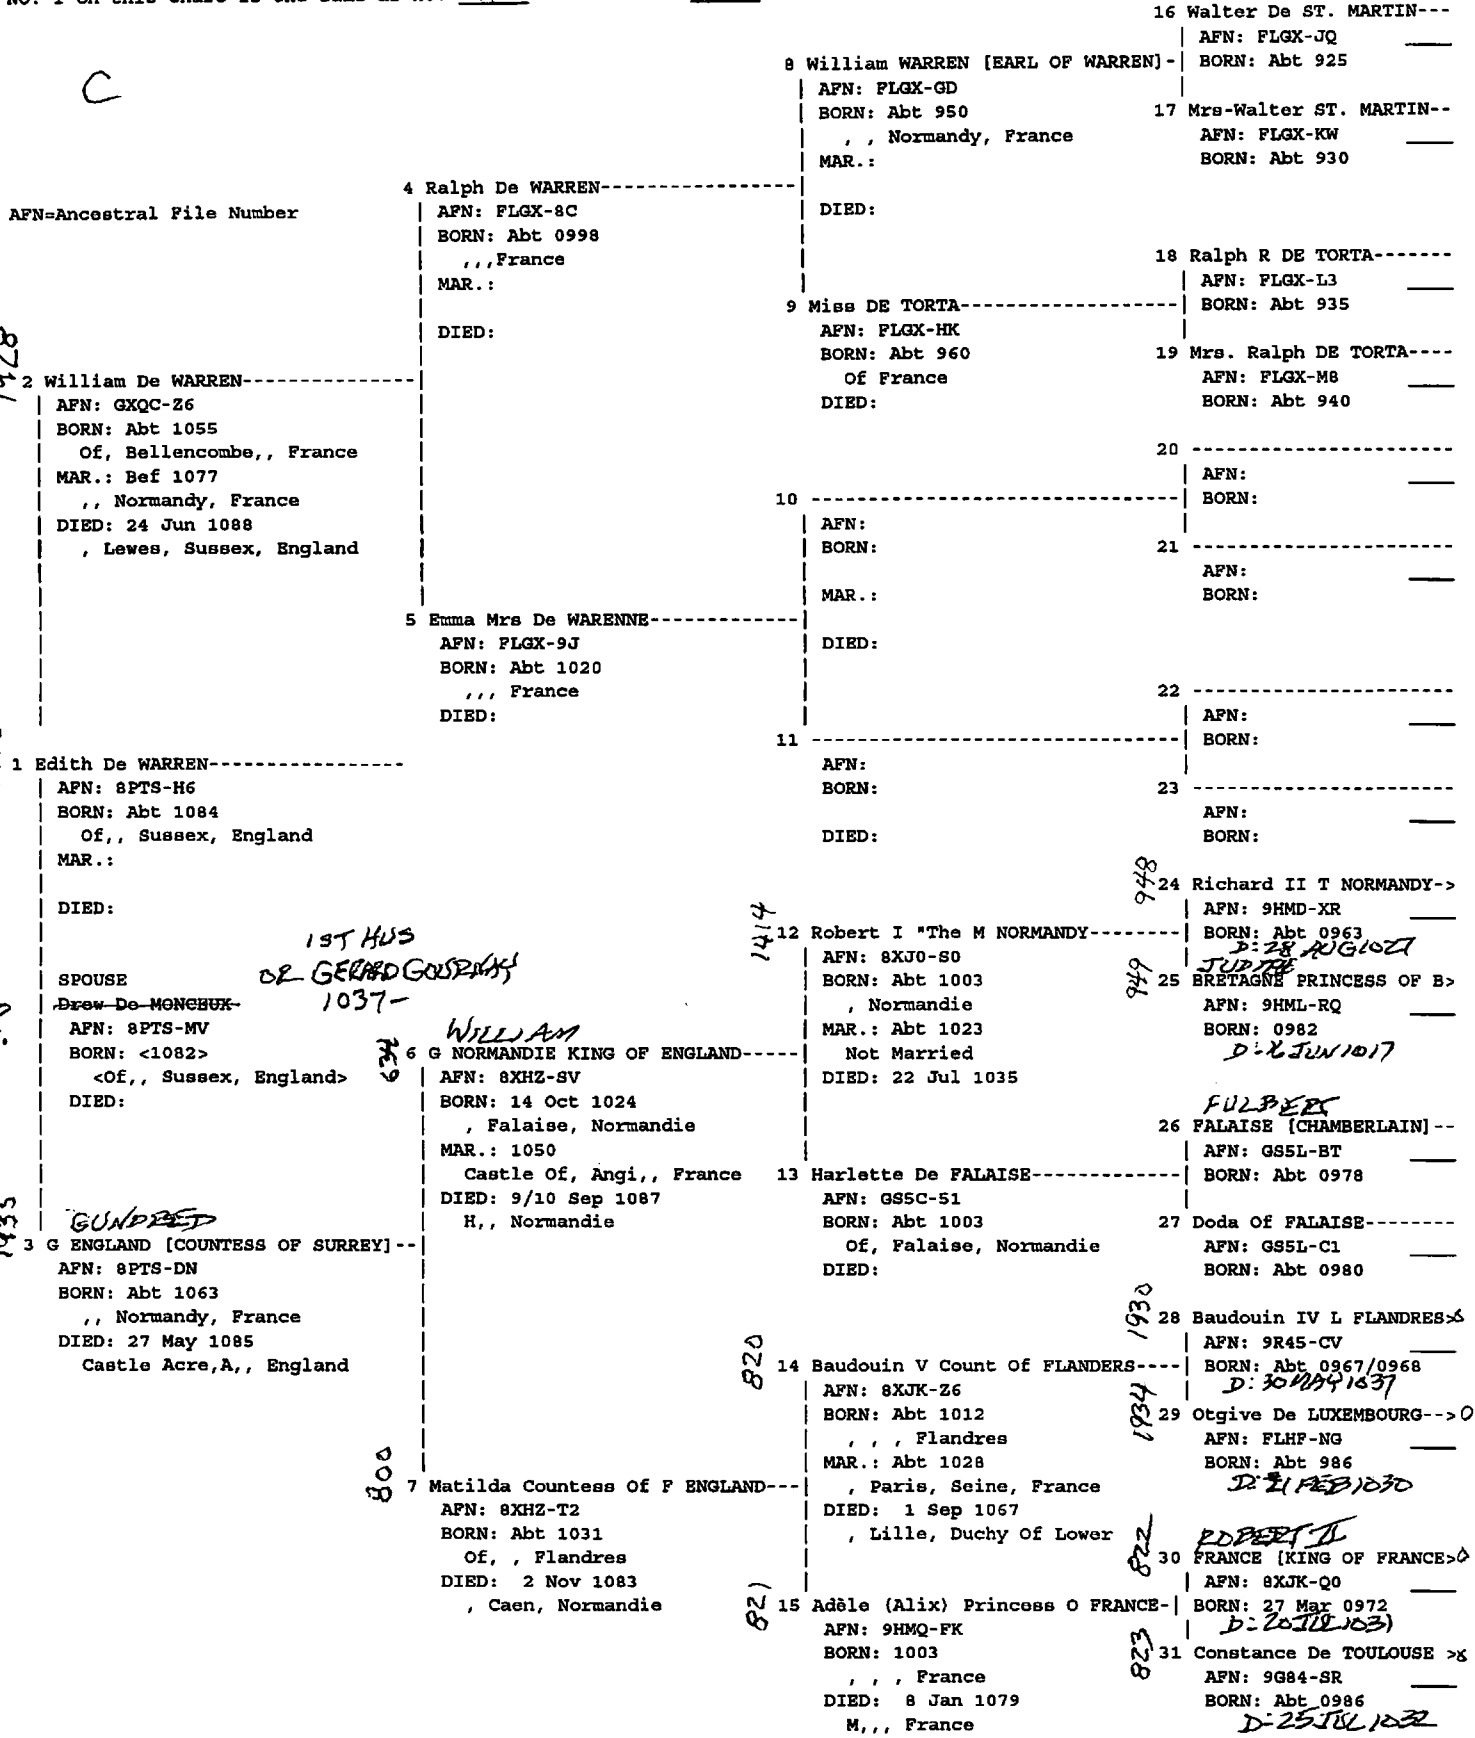 C
AFN=Ancestral File Number
16 Walter De ST. MARTIN---
AFN: FLGX-JQ
BORN: Abt 925
8 William WARREN [EARL OF WARREN]-
AFN: FLGX-GD
BORN: Abt 950
, , Normandy, France
MAR.:
DIED:
17 Mrs-Walter ST. MARTIN--
AFN: FLGX-KW
BORN: Abt 930
4 Ralph De WARREN-----------------
AFN: FLGX-8C
BORN: Abt 0998
,,,France
MAR.:
DIED:
18 Ralph R DE TORTA-------
AFN: FLGX-L3
BORN: Abt 935
9 Miss DE TORTA-------------------
AFN: FLGX-HK
BORN: Abt 960
Of France
DIED:
19 Mrs. Ralph DE TORTA----
AFN: FLGX-M8
BORN: Abt 940
2 William De WARREN---------------
AFN: GXQC-Z6
BORN: Abt 1055
Of, Bellencombe,, France
MAR.: Bef 1077
,, Normandy, France
DIED: 24 Jun 1088
, Lewes, Sussex, England
20 -----------------------
AFN:
BORN:
10 --------------------------------
AFN:
BORN:
MAR.:
DIED:
21 -----------------------
AFN:
BORN:
5 Emma Mrs De WARENNE-------------
AFN: FLGX-9J
BORN: Abt 1020
,,, France
DIED:
22 -----------------------
AFN:
BORN:
11 --------------------------------
AFN:
BORN:
DIED:
23 -----------------------
AFN:
BORN:
1 Edith De WARREN-----------------
AFN: 8PTS-H6
BORN: Abt 1084
Of,, Sussex, England
MAR.:
DIED:
1ST HUS
OR GERARD GOURNAY
1037-
SPOUSE
Drew De MONCEUX-
AFN: 8PTS-MV
BORN: <1082>
<Of,, Sussex, England>
DIED:
948
24 Richard II T NORMANDY->
AFN: 9HMD-XR
BORN: Abt 0963
D: 28 AUG 1027
1414
12 Robert I "The M NORMANDY--------
AFN: 8XJ0-S0
BORN: Abt 1003
, Normandie
MAR.: Abt 1023
Not Married
DIED: 22 Jul 1035
949
JUDITH
25 BRETAGNE PRINCESS OF B>
AFN: 9HML-RQ
BORN: 0982
D: JUN 1017
WILLIAM
6 G NORMANDIE KING OF ENGLAND-----
AFN: 8XHZ-SV
BORN: 14 Oct 1024
, Falaise, Normandie
MAR.: 1050
Castle Of, Angi,, France
DIED: 9/10 Sep 1087
H,, Normandie
FULBERT
26 FALAISE [CHAMBERLAIN]--
AFN: GS5L-BT
BORN: Abt 0978
13 Harlette De FALAISE-------------
AFN: GS5C-51
BORN: Abt 1003
Of, Falaise, Normandie
DIED:
27 Doda Of FALAISE--------
AFN: GS5L-C1
BORN: Abt 0980
1935
GUNDRED
3 G ENGLAND [COUNTESS OF SURREY]--
AFN: 8PTS-DN
BORN: Abt 1063
,, Normandy, France
DIED: 27 May 1085
Castle Acre,A,, England
1930
28 Baudouin IV L FLANDRES>
AFN: 9R45-CV
BORN: Abt 0967/0968
D: 30 MAY 1037
820
14 Baudouin V Count Of FLANDERS----
AFN: 8XJK-Z6
BORN: Abt 1012
, , , Flandres
MAR.: Abt 1028
, Paris, Seine, France
DIED: 1 Sep 1067
, Lille, Duchy Of Lower
1934
29 Otgive De LUXEMBOURG-->
AFN: FLHF-NG
BORN: Abt 986
D: 21 FEB 1030
800
7 Matilda Countess Of F ENGLAND---
AFN: 8XHZ-T2
BORN: Abt 1031
Of, , Flandres
DIED: 2 Nov 1083
, Caen, Normandie
822
ROBERT II
30 FRANCE [KING OF FRANCE>
AFN: 8XJK-Q0
BORN: 27 Mar 0972
D: 20 JUL 1031
821
15 Adèle (Alix) Princess O FRANCE-
AFN: 9HMQ-FK
BORN: 1003
, , , France
DIED: 8 Jan 1079
M,,, France
823
31 Constance De TOULOUSE >
AFN: 9G84-SR
BORN: Abt 0986
D: 25 JUL 1032